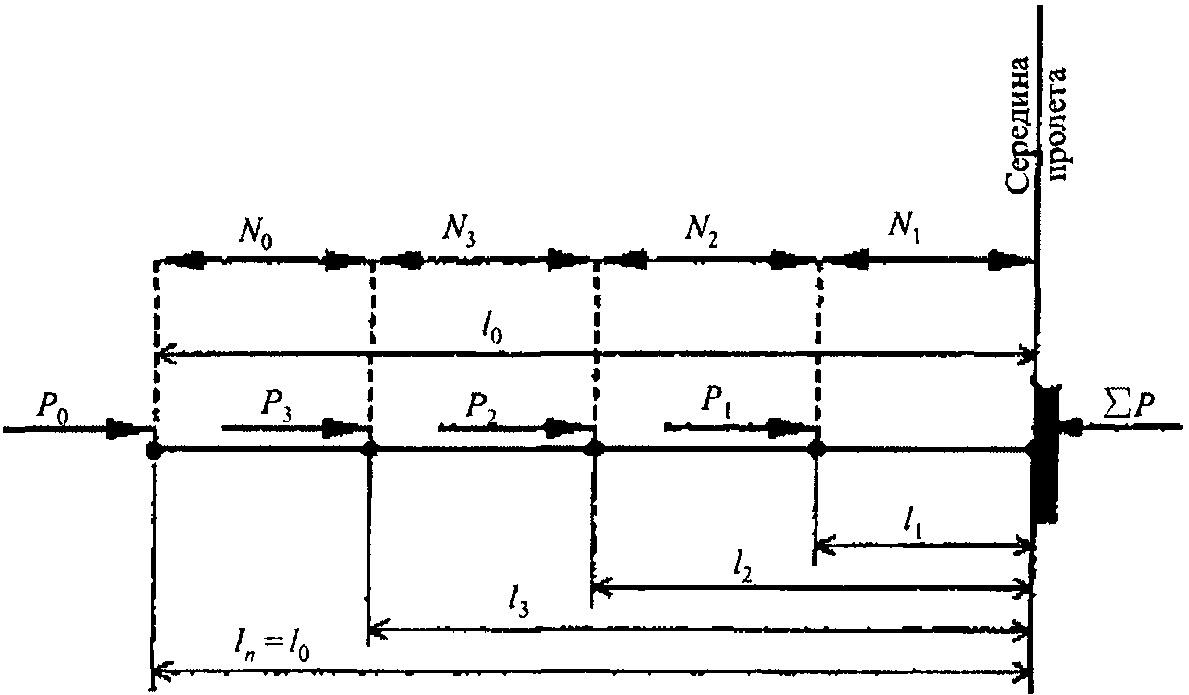 Середина
пролета
N₀ N₃ N₂ N₁
l₀
P₀ P₃ P₂ P₁ ∑P
l₁
l₂
l₃
lₙ = l₀